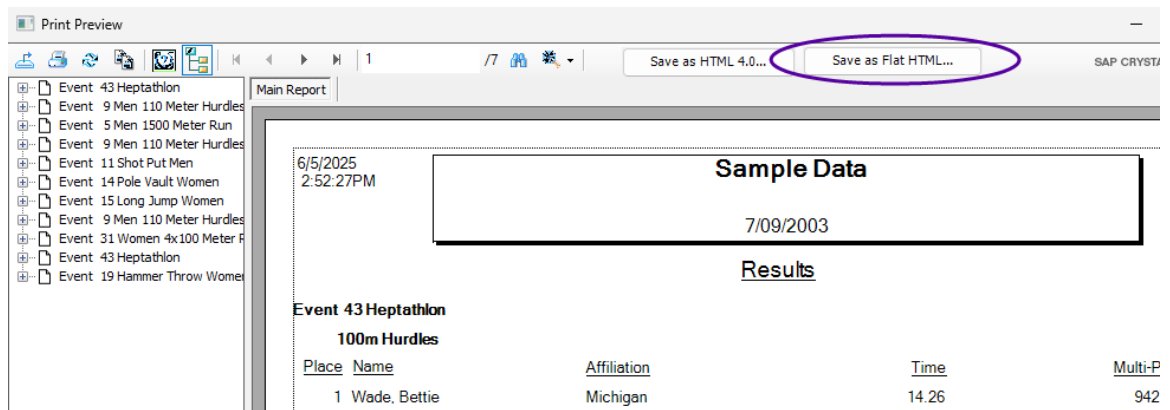 Print Preview
1 /7 Save as HTML 4.0... Save as Flat HTML... SAP CRYSTA
Event 43 Heptathlon
Event 9 Men 110 Meter Hurdles
Event 5 Men 1500 Meter Run
Event 9 Men 110 Meter Hurdles
Event 11 Shot Put Men
Event 14 Pole Vault Women
Event 15 Long Jump Women
Event 9 Men 110 Meter Hurdles
Event 31 Women 4x100 Meter R
Event 43 Heptathlon
Event 19 Hammer Throw Women
Main Report
6/5/2025
2:52:27PM
Sample Data
7/09/2003
Results
Event 43 Heptathlon
100m Hurdles
Place Name Affiliation Time Multi-P
1 Wade, Bettie Michigan 14.26 942